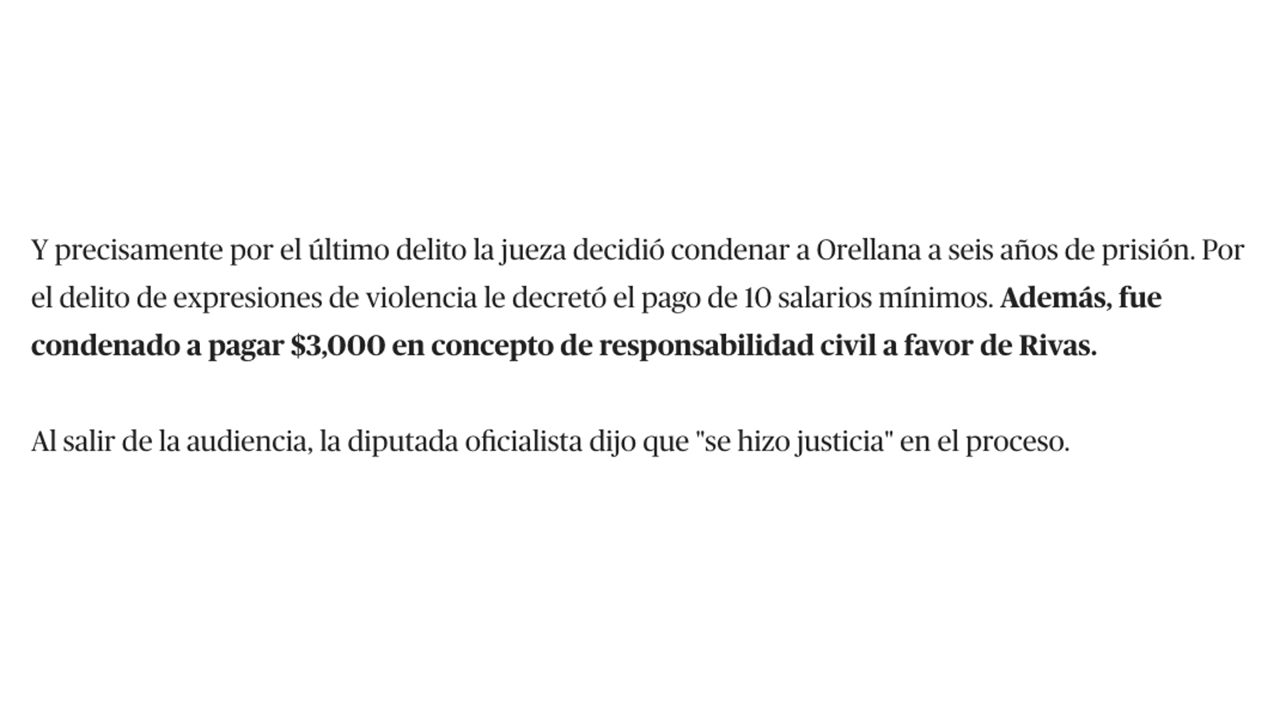 Y precisamente por el último delito la jueza decidió condenar a Orellana a seis años de prisión. Por
el delito de expresiones de violencia le decretó el pago de 10 salarios mínimos. Además, fue
condenado a pagar $3,000 en concepto de responsabilidad civil a favor de Rivas.
Al salir de la audiencia, la diputada oficialista dijo que "se hizo justicia" en el proceso.